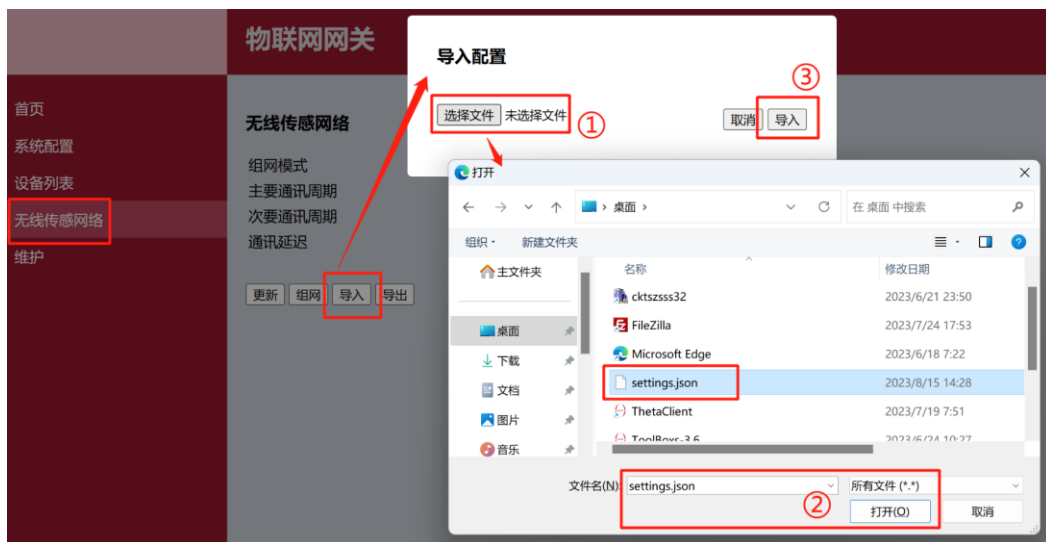 物联网网关
首页
系统配置
设备列表
无线传感网络
维护
无线传感网络
组网模式
主要通讯周期
次要通讯周期
通讯延迟
更新 组网 导入 导出
导入配置
选择文件 未选择文件 ①
③
取消 导入
打开
桌面
在 桌面 中搜索
组织 新建文件夹
主文件夹
桌面
下载
文档
图片
音乐
名称 修改日期
cktszsss32 2023/6/21 23:50
FileZilla 2023/7/24 17:53
Microsoft Edge 2023/6/18 7:22
settings.json 2023/8/15 14:28
ThetaClient 2023/7/19 7:51
ToolBoxs-3.6 2023/6/24 10:27
文件名(N): settings.json 所有文件 (*.*)
② 打开(O) 取消